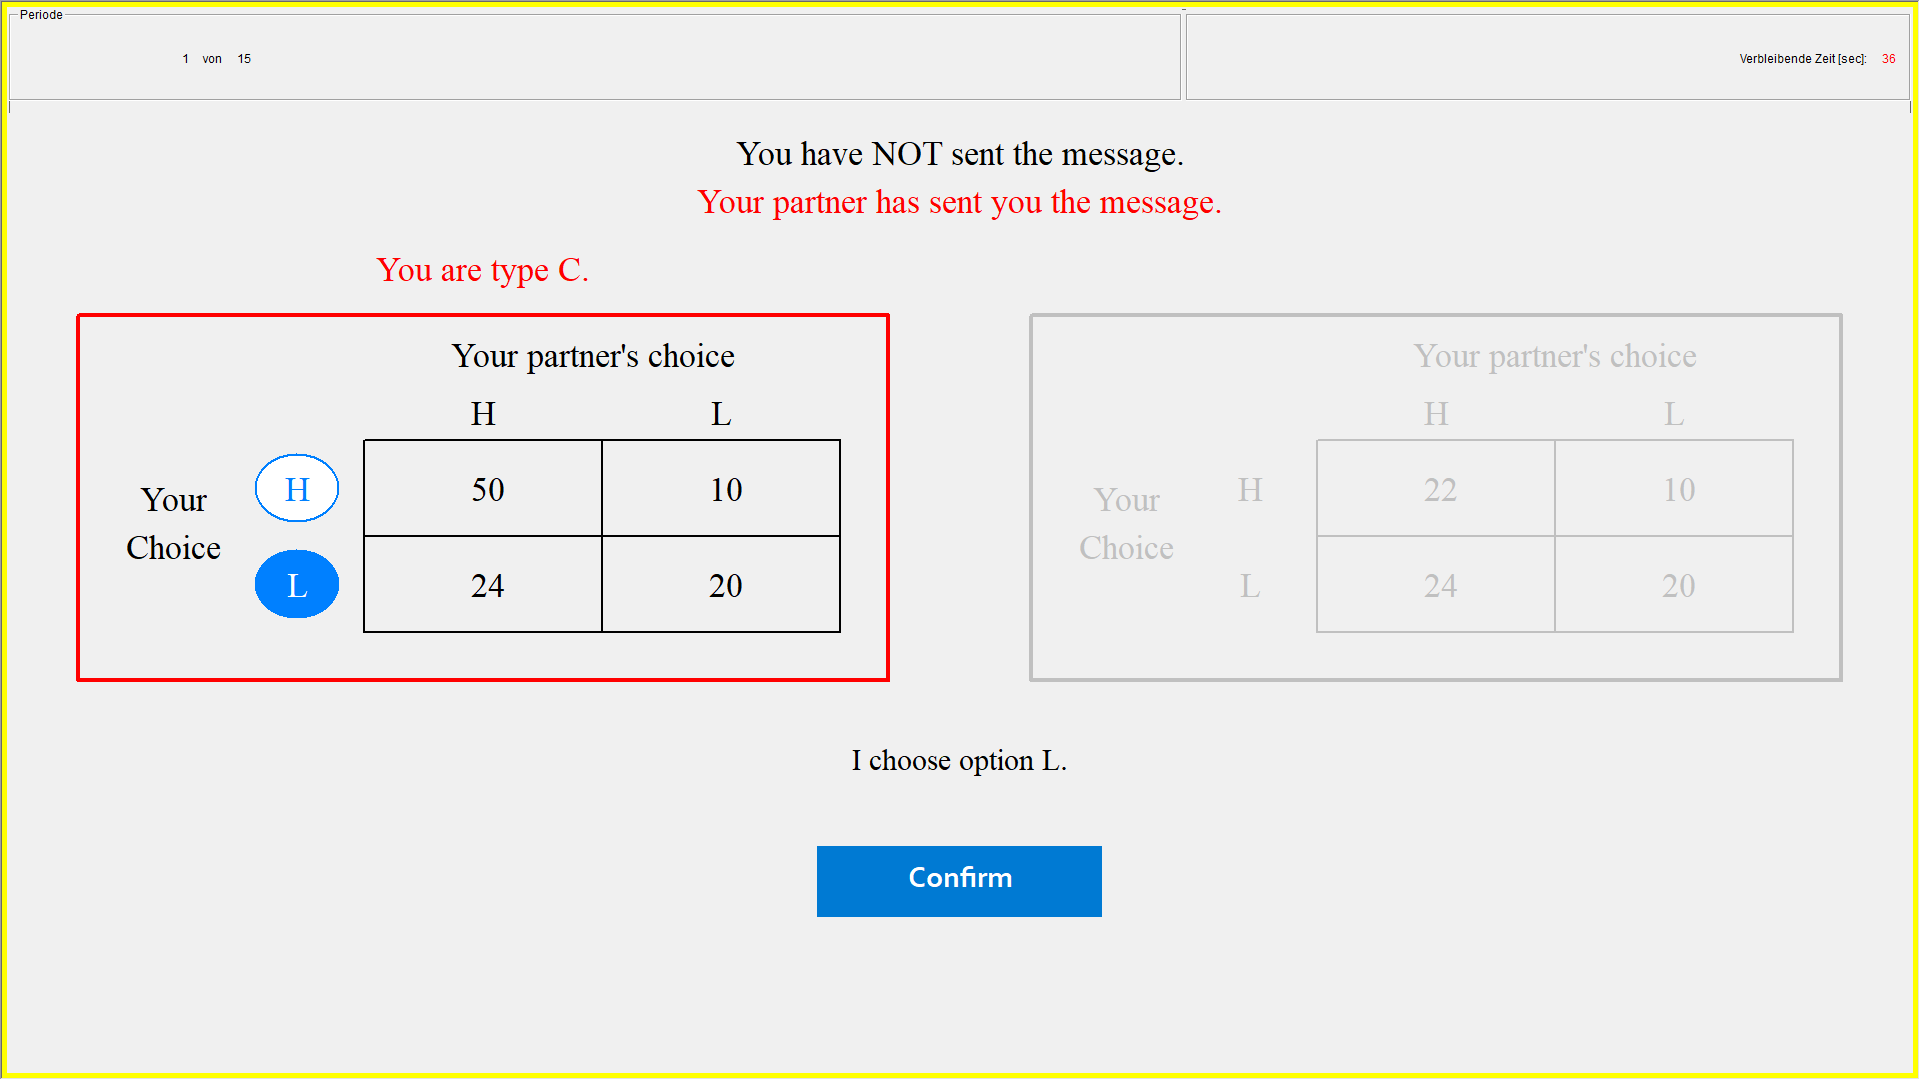 Periode
1 von 15
Verbleibende Zeit [sec]: 36
You have NOT sent the message.
Your partner has sent you the message.
You are type C.
Your partner's choice
H L
Your Choice
H 50 10
L 24 20
Your partner's choice
H L
Your Choice
H 22 10
L 24 20
I choose option L.
Confirm